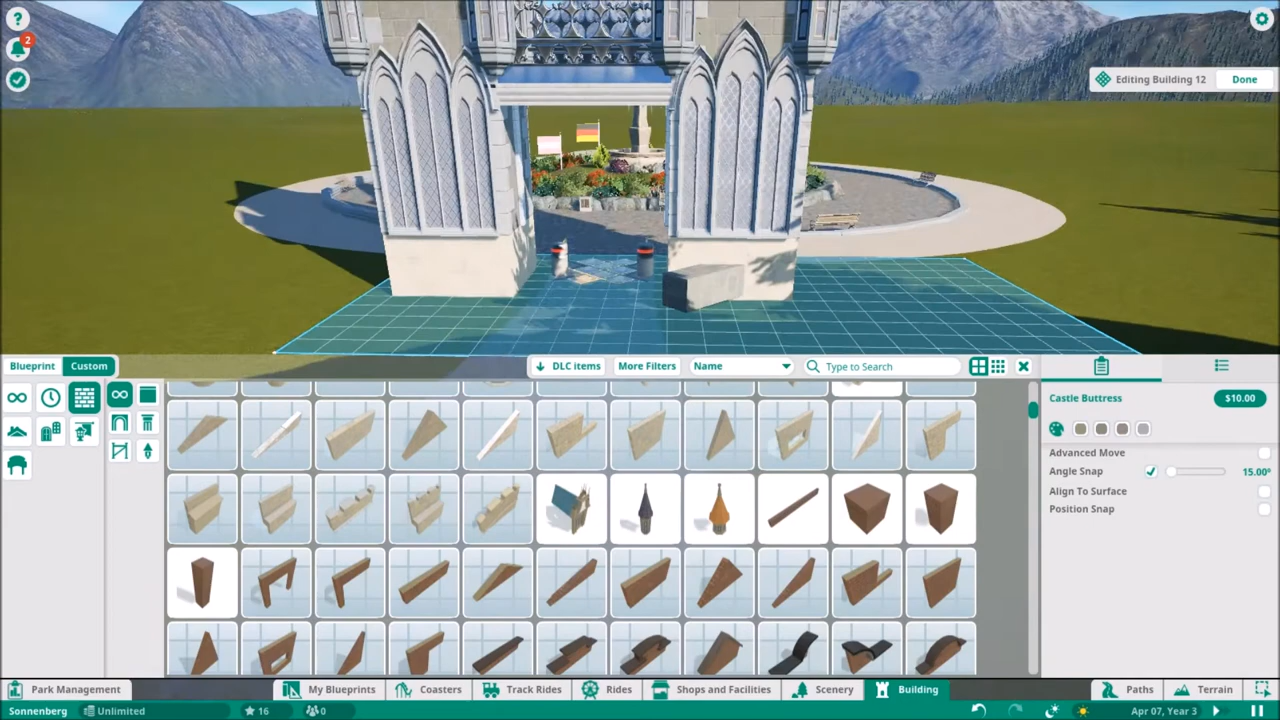 ?
2
Editing Building 12 Done
Blueprint Custom DLC items More Filters Name Type to Search
Castle Buttress $10.00
Advanced Move
Angle Snap 15.00°
Align To Surface
Position Snap
Park Management My Blueprints Coasters Track Rides Rides Shops and Facilities Scenery Building Paths Terrain
Sonnenberg Unlimited 16 0 Apr 07, Year 3